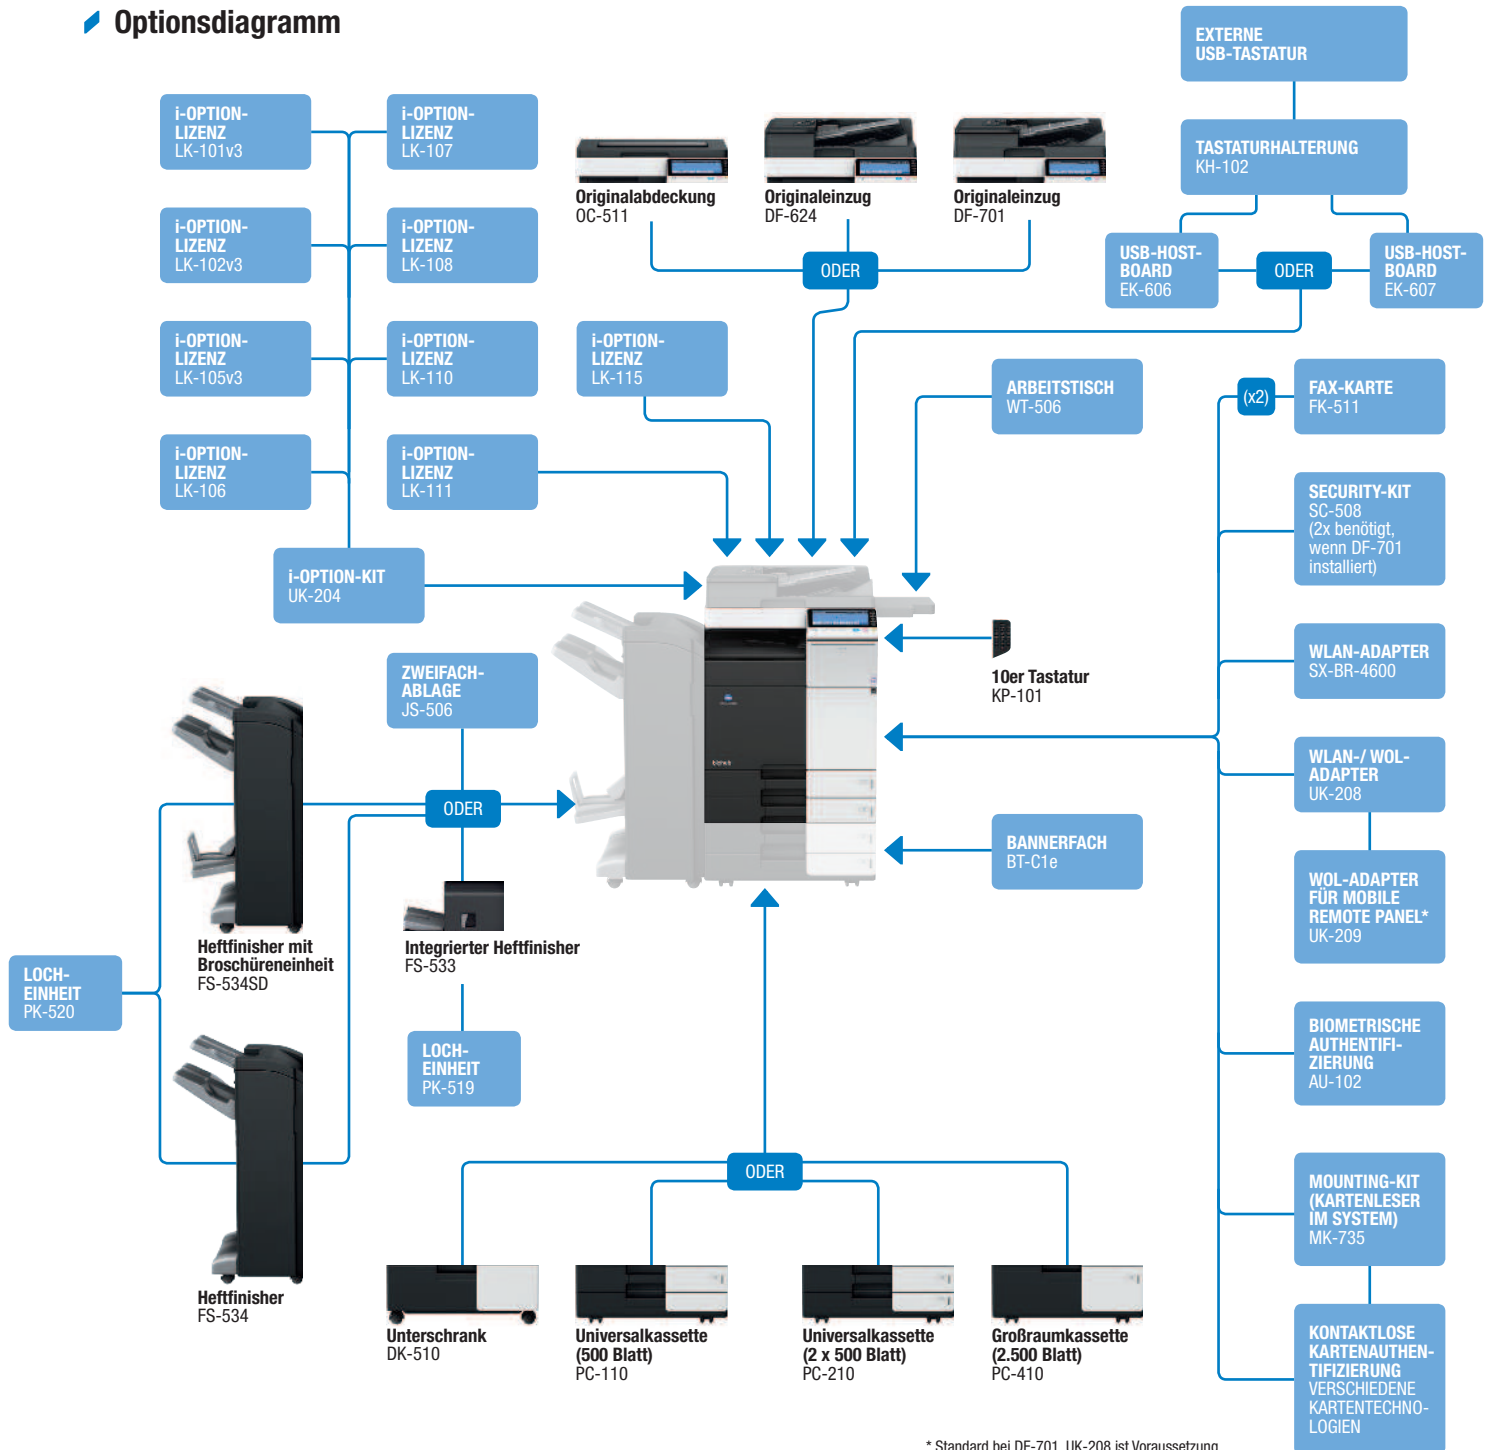 Optionsdiagramm
EXTERNE
USB-TASTATUR
i-OPTION-
LIZENZ
LK-101v3
i-OPTION-
LIZENZ
LK-107
TASTATURHALTERUNG
KH-102
Originalabdeckung
OC-511
Originaleinzug
DF-624
Originaleinzug
DF-701
i-OPTION-
LIZENZ
LK-102v3
i-OPTION-
LIZENZ
LK-108
ODER
USB-HOST-
BOARD
EK-606
ODER
USB-HOST-
BOARD
EK-607
i-OPTION-
LIZENZ
LK-105v3
i-OPTION-
LIZENZ
LK-110
i-OPTION-
LIZENZ
LK-115
ARBEITSTISCH
WT-506
(x2)
FAX-KARTE
FK-511
i-OPTION-
LIZENZ
LK-106
i-OPTION-
LIZENZ
LK-111
SECURITY-KIT
SC-508
(2x benötigt,
wenn DF-701
installiert)
i-OPTION-KIT
UK-204
WLAN-ADAPTER
SX-BR-4600
10er Tastatur
KP-101
ZWEIFACH-
ABLAGE
JS-506
WLAN-/ WOL-
ADAPTER
UK-208
ODER
BANNERFACH
BT-C1e
WOL-ADAPTER
FÜR MOBILE
REMOTE PANEL*
UK-209
Heftfinisher mit
Broschüreneinheit
FS-534SD
Integrierter Heftfinisher
FS-533
LOCH-
EINHEIT
PK-520
LOCH-
EINHEIT
PK-519
BIOMETRISCHE
AUTHENTIFI-
ZIERUNG
AU-102
ODER
MOUNTING-KIT
(KARTENLESER
IM SYSTEM)
MK-735
Heftfinisher
FS-534
Unterschrank
DK-510
Universalkassette
(500 Blatt)
PC-110
Universalkassette
(2 x 500 Blatt)
PC-210
Großraumkassette
(2.500 Blatt)
PC-410
KONTAKTLOSE
KARTENAUTHEN-
TIFIZIERUNG
VERSCHIEDENE
KARTENTECHNO-
LOGIEN
* Standard bei DF-701, UK-208 ist Voraussetzung